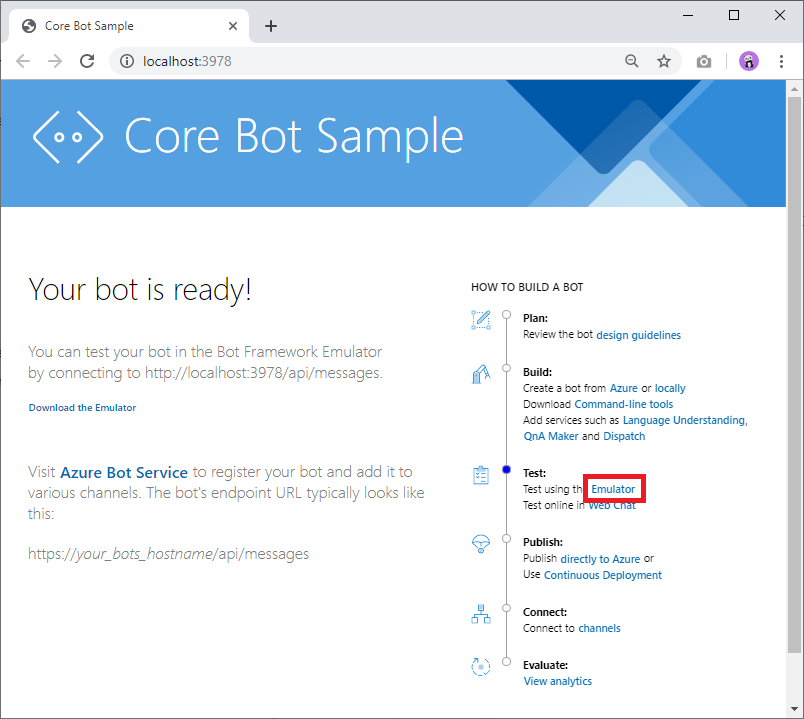 Core Bot Sample
localhost:3978
Core Bot Sample
Your bot is ready!
You can test your bot in the Bot Framework Emulator
by connecting to http://localhost:3978/api/messages.
Download the Emulator
Visit Azure Bot Service to register your bot and add it to
various channels. The bot's endpoint URL typically looks like
this:
https://your_bots_hostname/api/messages
HOW TO BUILD A BOT
Plan:
Review the bot design guidelines
Build:
Create a bot from Azure or locally
Download Command-line tools
Add services such as Language Understanding,
QnA Maker and Dispatch
Test:
Test using the Emulator
Test online in Web Chat
Publish:
Publish directly to Azure or
Use Continuous Deployment
Connect:
Connect to channels
Evaluate:
View analytics